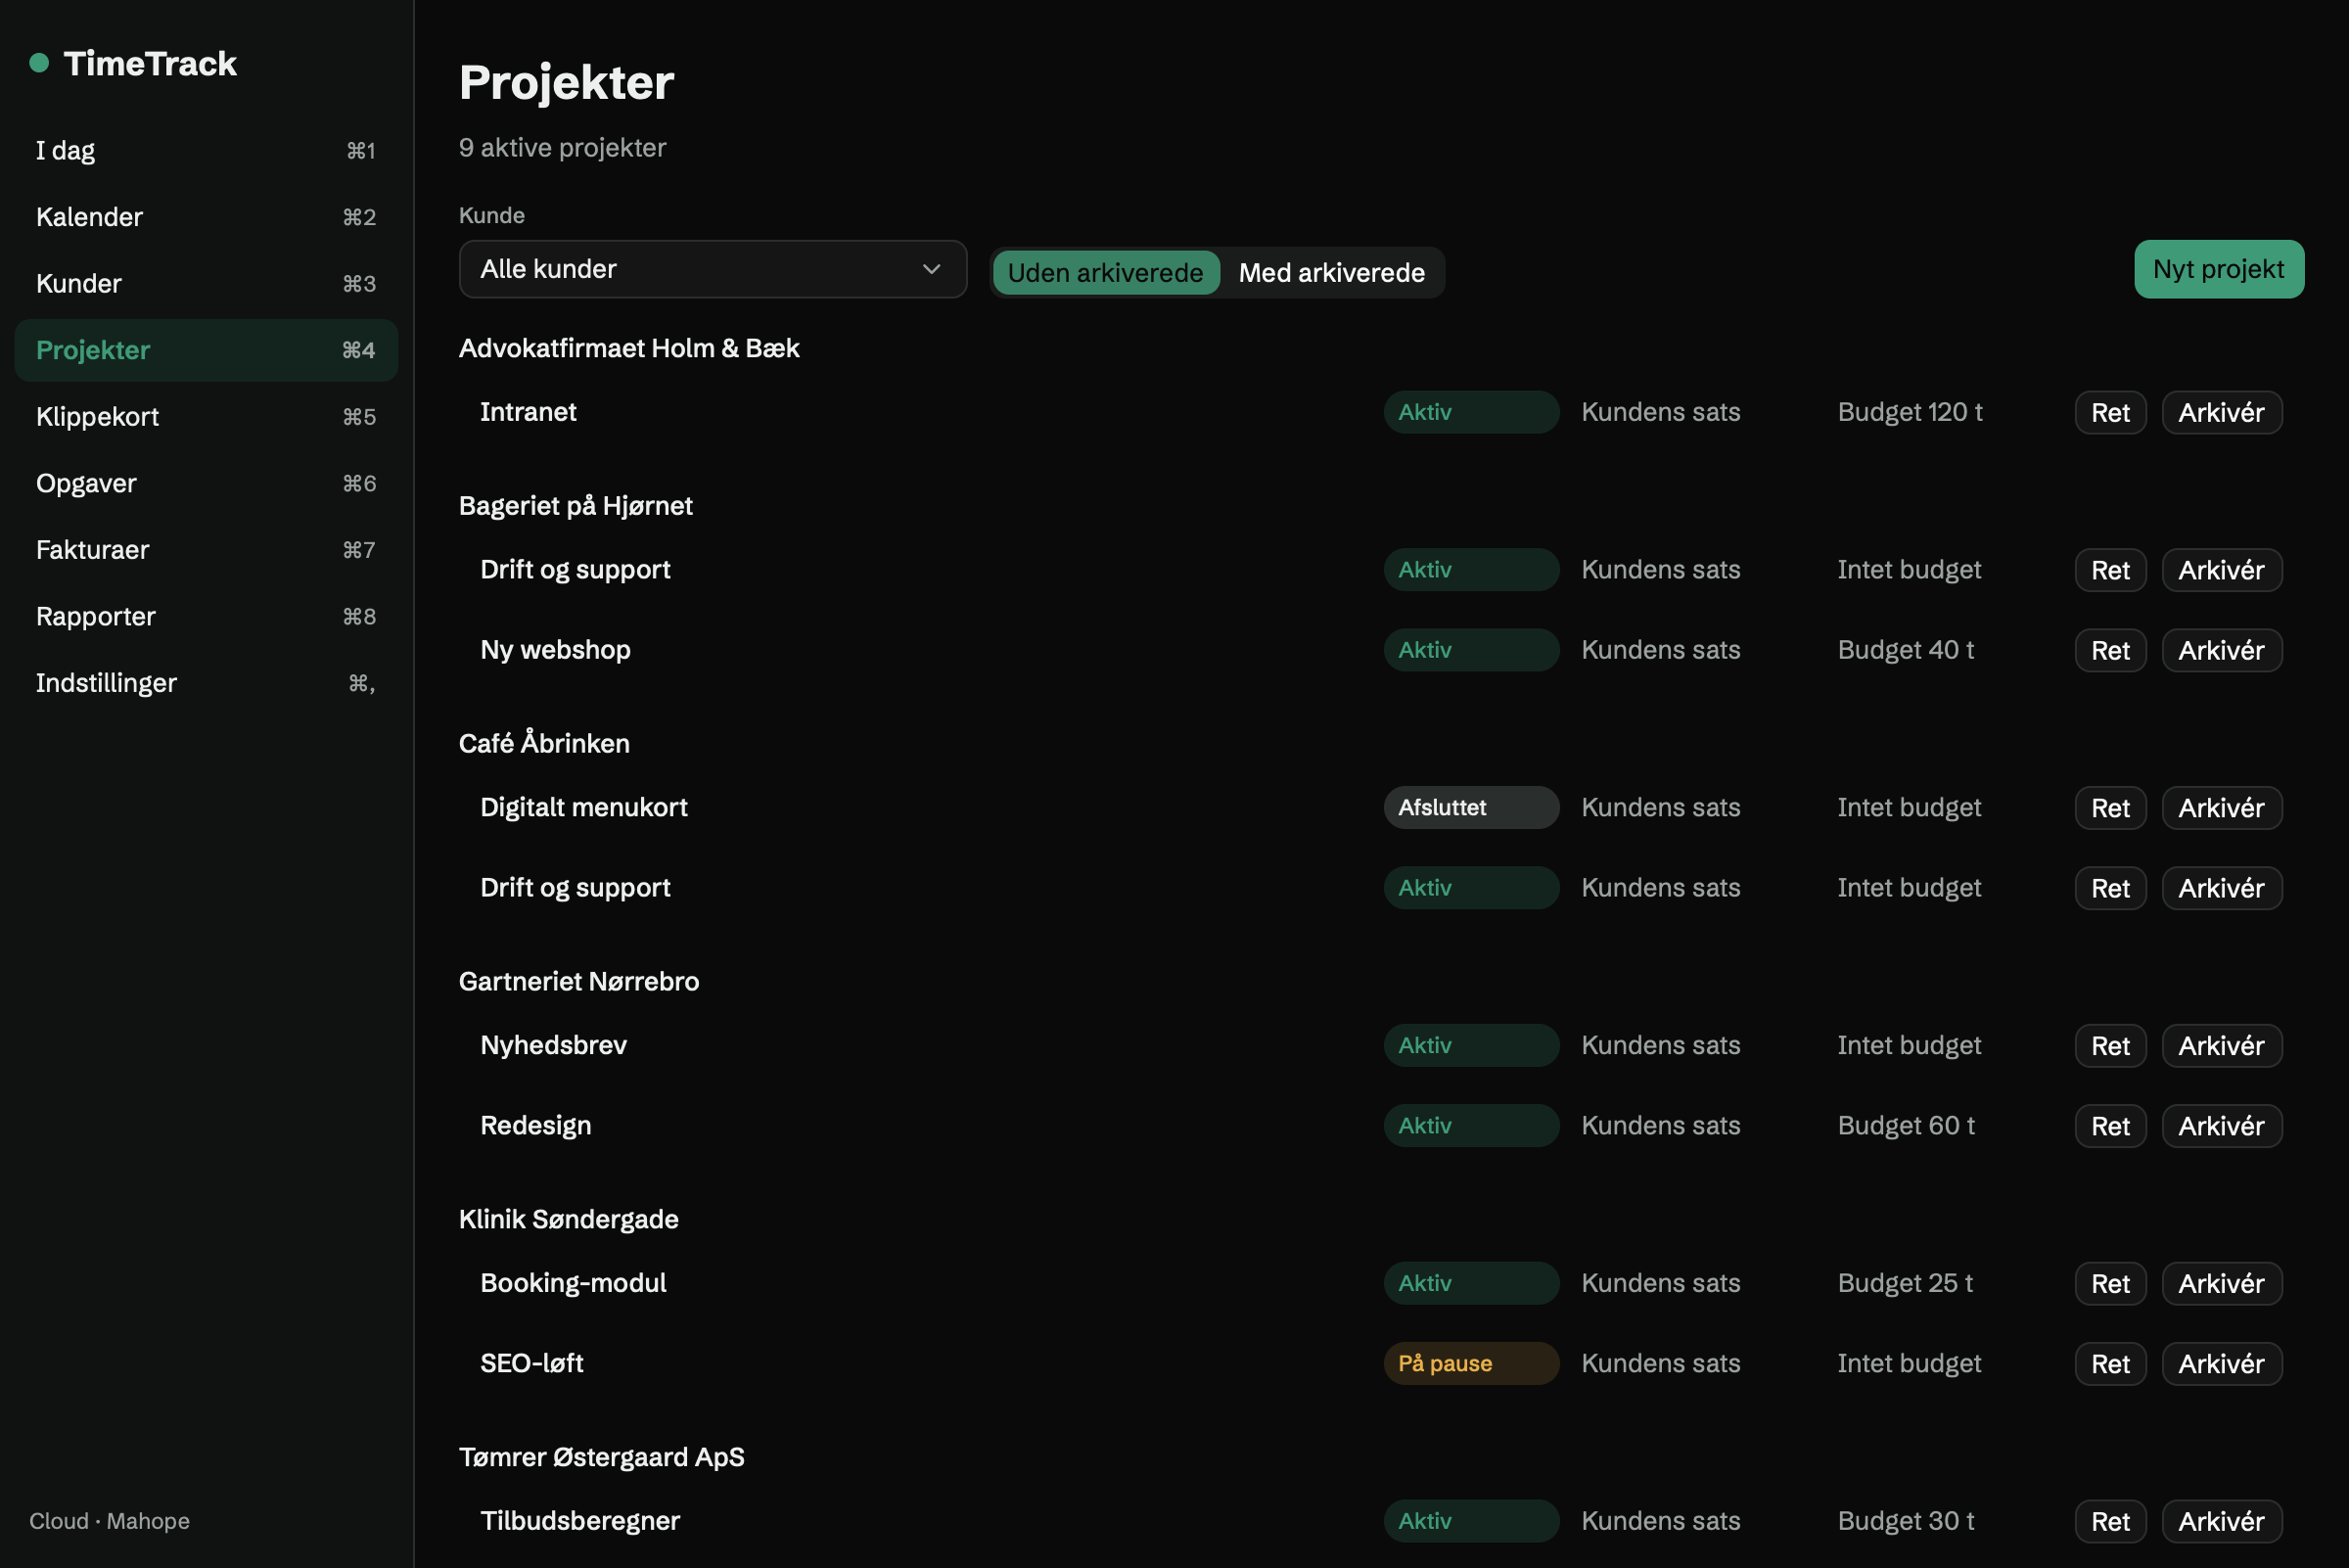 TimeTrack
I dag ⌘1
Kalender ⌘2
Kunder ⌘3
Projekter ⌘4
Klippekort ⌘5
Opgaver ⌘6
Fakturaer ⌘7
Rapporter ⌘8
Indstillinger ⌘,
Cloud · Mahope
Projekter
9 aktive projekter
Kunde
Alle kunder Uden arkiverede Med arkiverede Nyt projekt
Advokatfirmaet Holm & Bæk
Intranet Aktiv Kundens sats Budget 120 t Ret Arkivér
Bageriet på Hjørnet
Drift og support Aktiv Kundens sats Intet budget Ret Arkivér
Ny webshop Aktiv Kundens sats Budget 40 t Ret Arkivér
Café Åbrinken
Digitalt menukort Afsluttet Kundens sats Intet budget Ret Arkivér
Drift og support Aktiv Kundens sats Intet budget Ret Arkivér
Gartneriet Nørrebro
Nyhedsbrev Aktiv Kundens sats Intet budget Ret Arkivér
Redesign Aktiv Kundens sats Budget 60 t Ret Arkivér
Klinik Søndergade
Booking-modul Aktiv Kundens sats Budget 25 t Ret Arkivér
SEO-løft På pause Kundens sats Intet budget Ret Arkivér
Tømrer Østergaard ApS
Tilbudsberegner Aktiv Kundens sats Budget 30 t Ret Arkivér